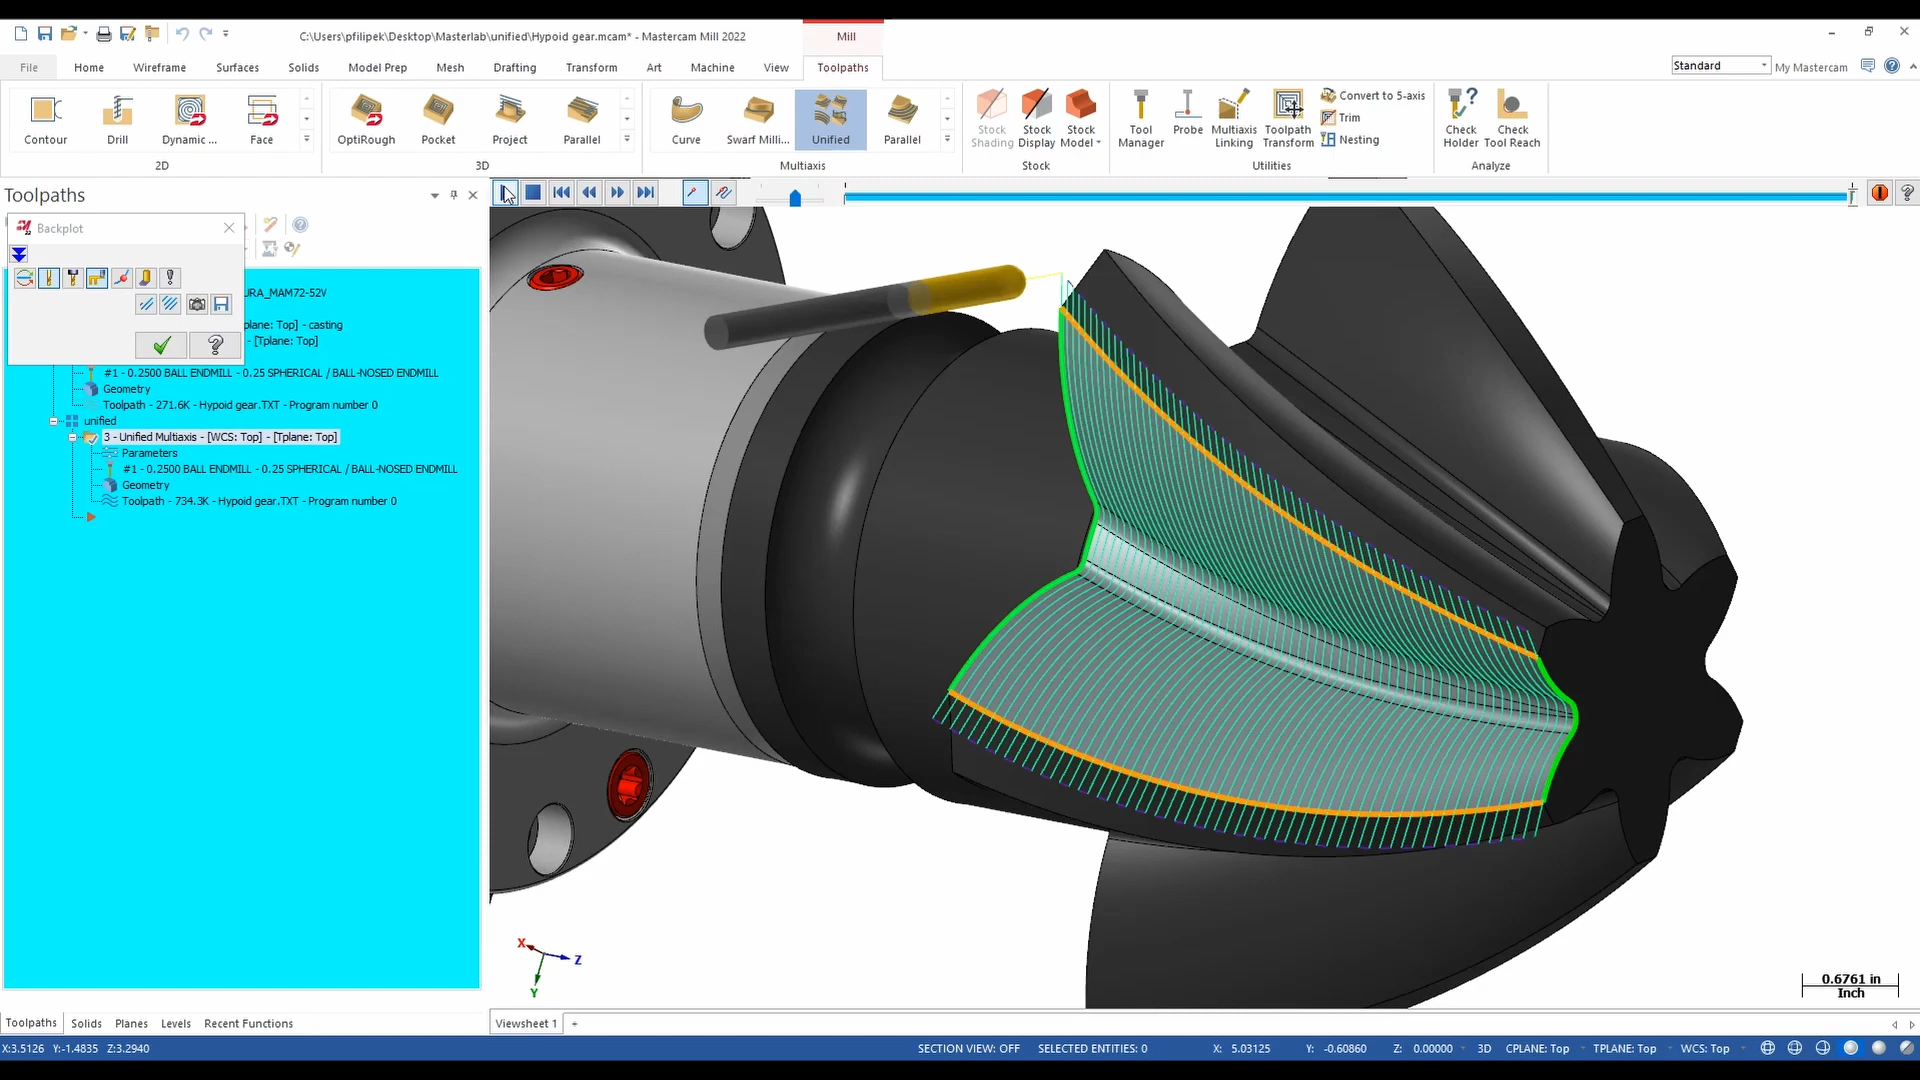 C:\Users\pfilipek\Desktop\Masterlab\unified\Hypoid gear.mcam* - Mastercam Mill 2022
Mill
File Home Wireframe Surfaces Solids Model Prep Mesh Drafting Transform Art Machine View Toolpaths
Standard My Mastercam
Contour Drill Dynamic ... Face
2D
OptiRough Pocket Project Parallel
3D
Curve Swarf Milli... Unified Parallel
Multiaxis
Stock Shading Stock Display Stock Model
Stock
Tool Manager Probe Multiaxis Linking Toolpath Transform
Convert to 5-axis
Trim
Nesting
Utilities
Check Holder Check Tool Reach
Analyze
Toolpaths
Backplot
URA_MAM72-52V
plane: Top] - casting
- [Tplane: Top]
#1 - 0.2500 BALL ENDMILL - 0.25 SPHERICAL / BALL-NOSED ENDMILL
Geometry
Toolpath - 271.6K - Hypoid gear.TXT - Program number 0
unified
3 - Unified Multiaxis - [WCS: Top] - [Tplane: Top]
Parameters
#1 - 0.2500 BALL ENDMILL - 0.25 SPHERICAL / BALL-NOSED ENDMILL
Geometry
Toolpath - 734.3K - Hypoid gear.TXT - Program number 0
X
Z
Y
0.6761 in
Inch
Toolpaths Solids Planes Levels Recent Functions
Viewsheet 1 +
X:3.5126 Y:-1.4835 Z:3.2940
SECTION VIEW: OFF SELECTED ENTITIES: 0 X: 5.03125 Y: -0.60860 Z: 0.00000 3D CPLANE: Top TPLANE: Top WCS: Top